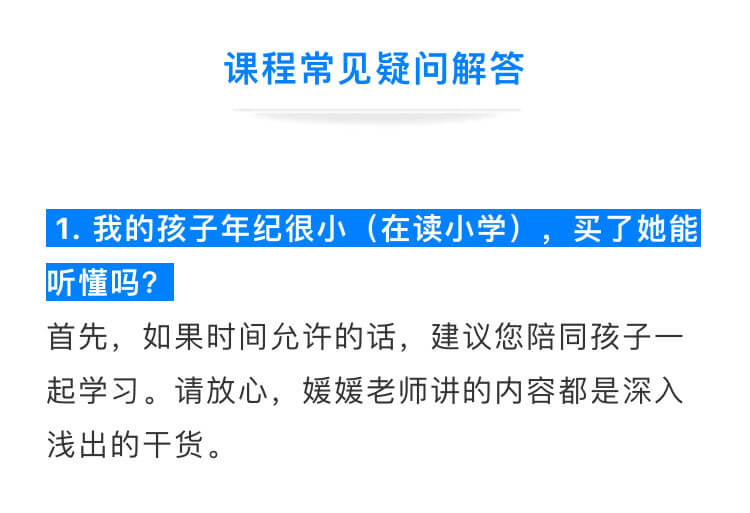 课程常见疑问解答
1. 我的孩子年纪很小（在读小学），买了她能
听懂吗？
首先，如果时间允许的话，建议您陪同孩子一
起学习。请放心，媛媛老师讲的内容都是深入
浅出的干货。